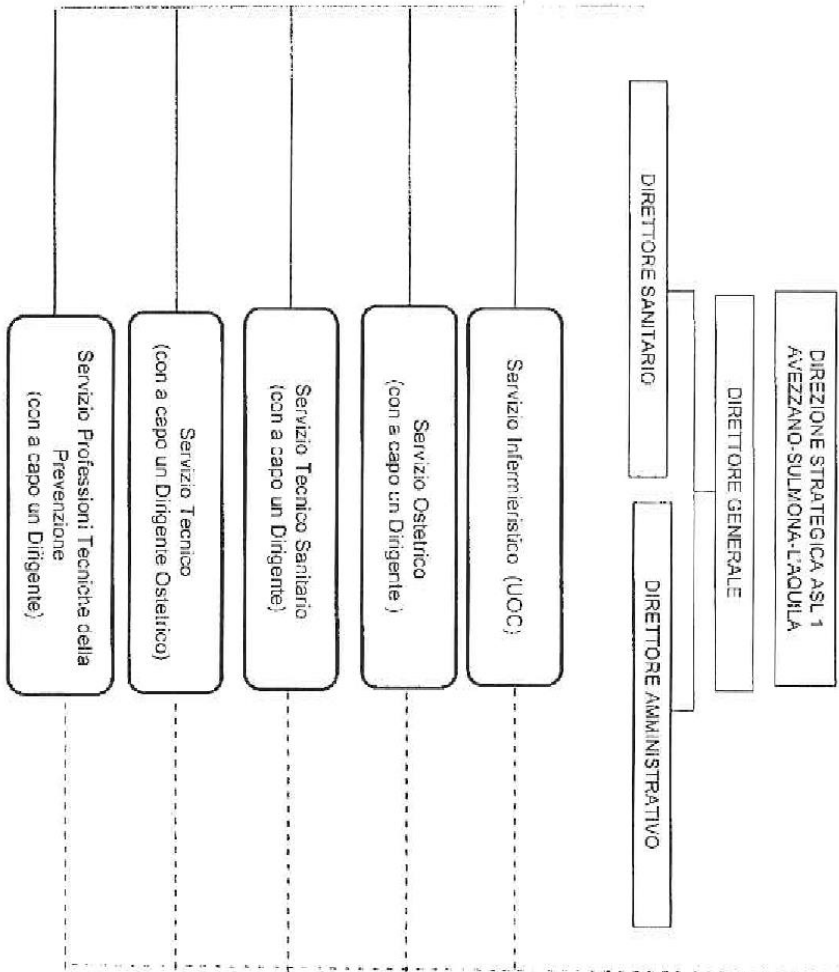 DIREZIONE STRATEGICA ASL 1
AVEZZANO-SULMONA-L'AQUILA
DIRETTORE GENERALE
DIRETTORE SANITARIO
DIRETTORE AMMINISTRATIVO
Servizio Infermieristico (UOC)
Servizio Ostetrico
(con a capo un Dirigente )
Servizio Tecnico Sanitario
(con a capo un Dirigente)
Servizio Tecnico
(con a capo un Dirigente Ostetrico)
Servizio Professioni Tecniche della
Prevenzione
(con a capo un Dirigente)